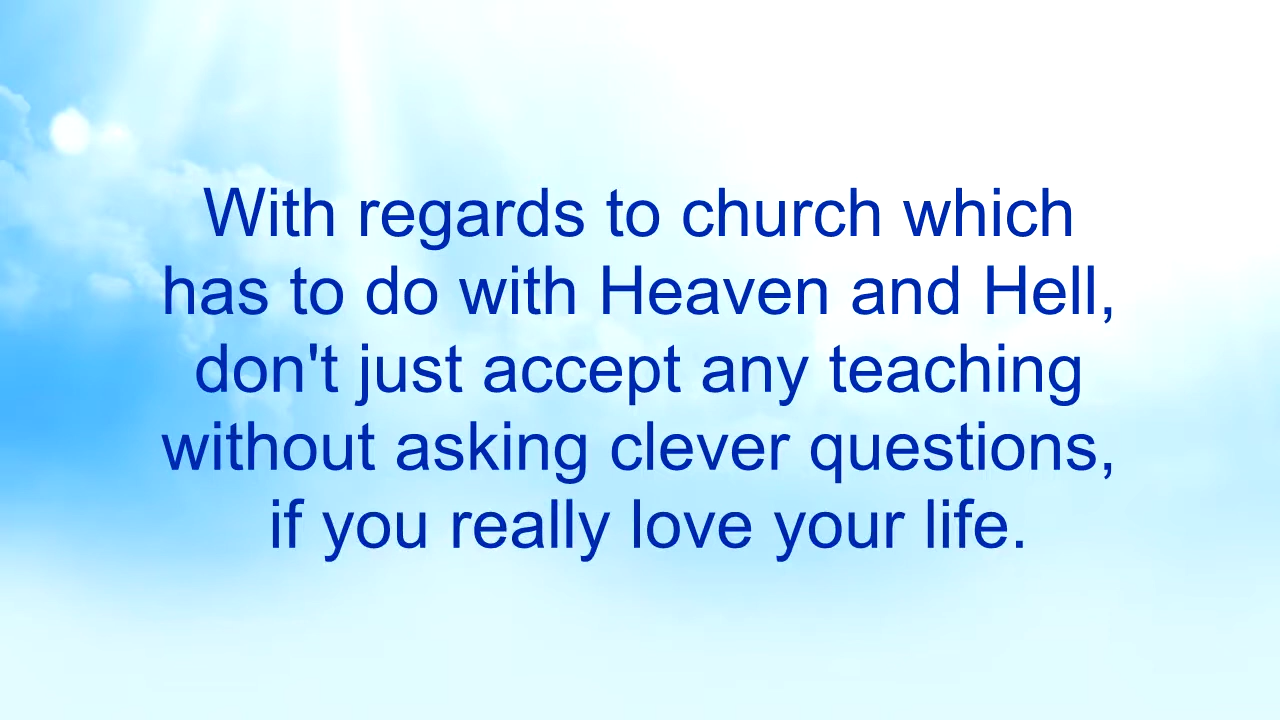 With regards to church which
has to do with Heaven and Hell,
don't just accept any teaching
without asking clever questions,
if you really love your life.